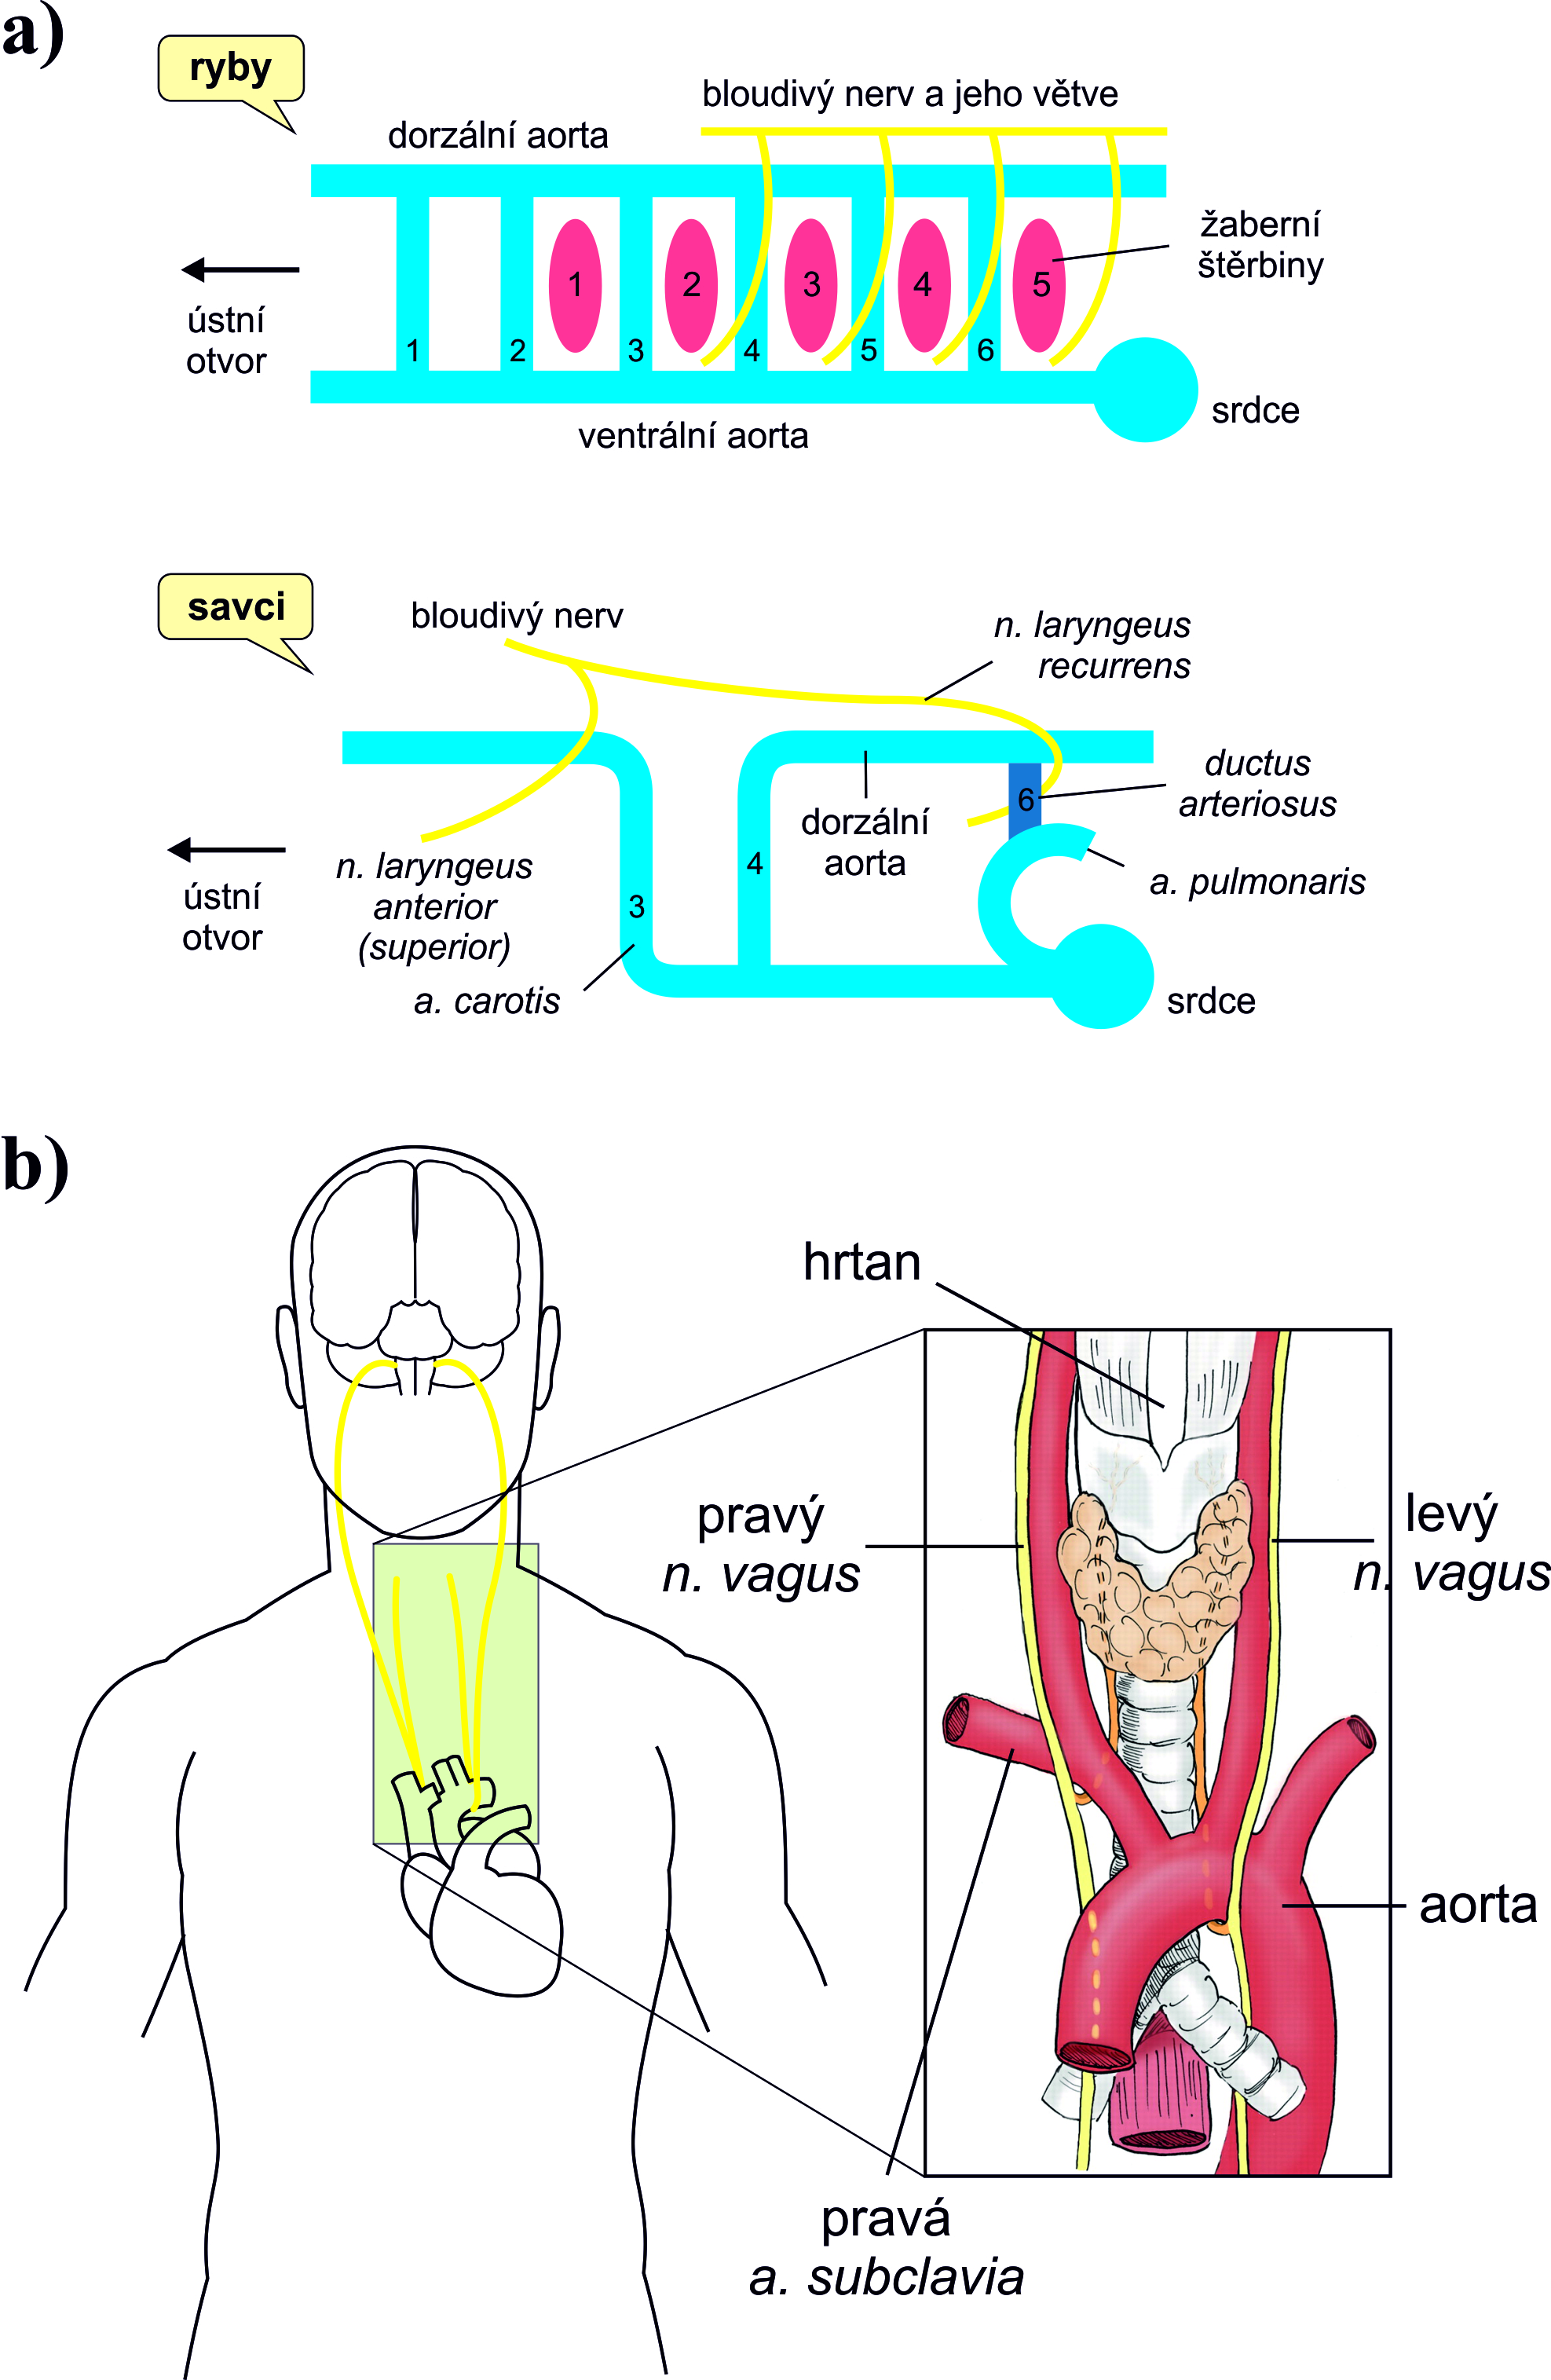 a)
ryby
bloudivý nerv a jeho větve
dorzální aorta
žaberní
štěrbiny
1
2
3
4
5
ústní
otvor
1
2
3
4
5
6
srdce
ventrální aorta
savci
bloudivý nerv
n. laryngeus
recurrens
ductus
arteriosus
6
dorzální
aorta
4
a. pulmonaris
n. laryngeus
anterior
(superior)
3
ústní
otvor
a. carotis
srdce
b)
hrtan
pravý
n. vagus
levý
n. vagus
aorta
pravá
a. subclavia